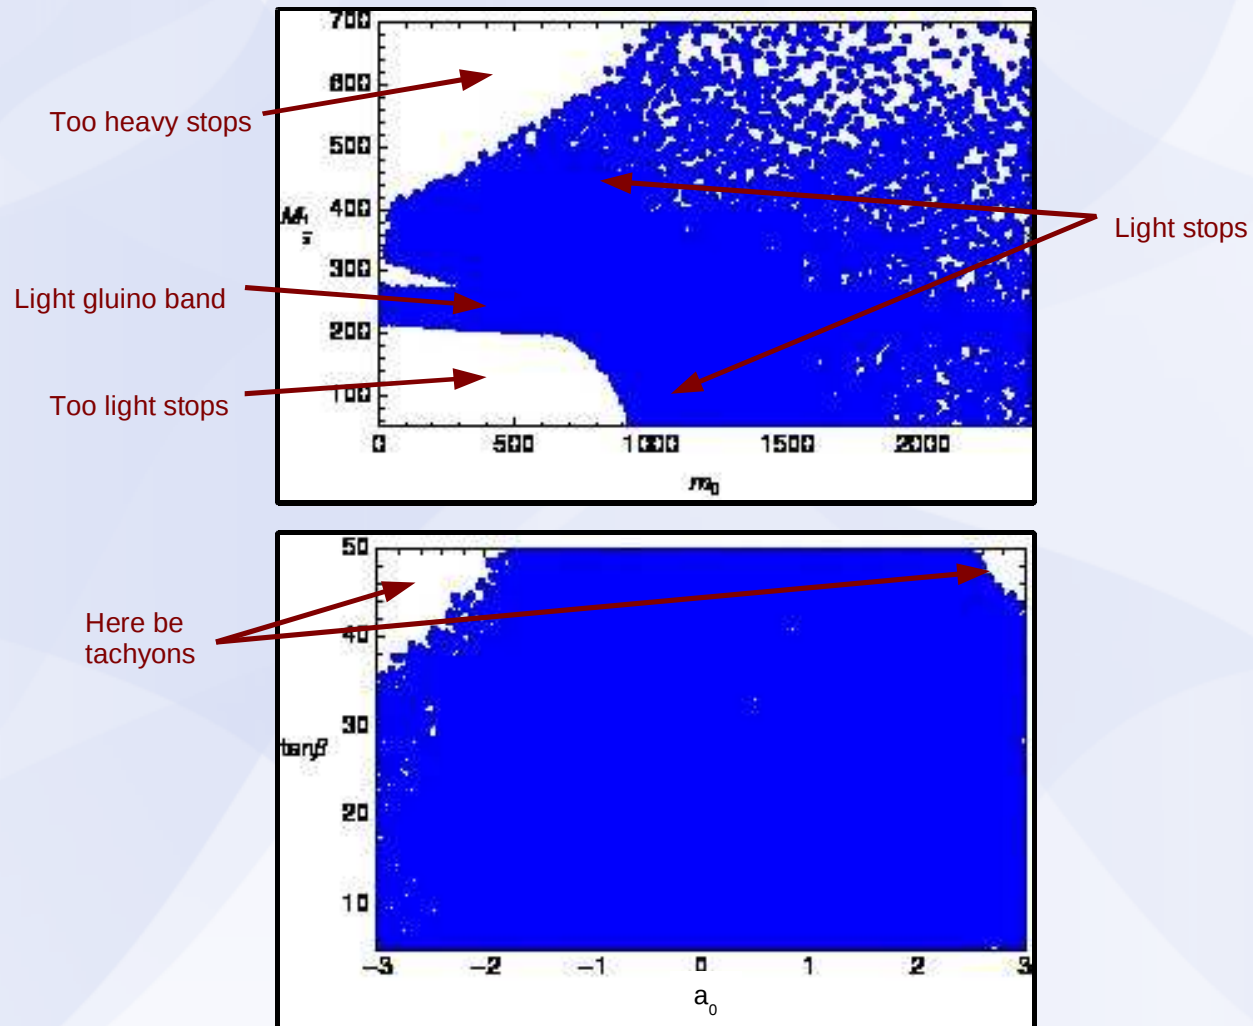 700
600
Too heavy stops
500
400
M
1
2
Light stops
300
Light gluino band
200
100
Too light stops
0 500 1000 1500 2000
m0
50
Here be
tachyons
40
30
tanβ
20
10
-3 -2 -1 0 1 2 3
a0